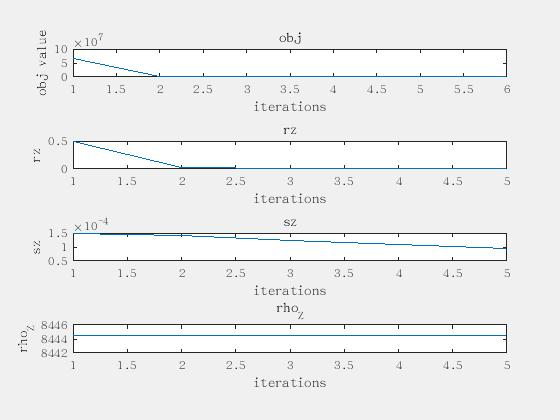 obj
×10^7
obj value
10
5
0
1 1.5 2 2.5 3 3.5 4 4.5 5 5.5 6
iterations
rz
rz
0.5
0
1 1.5 2 2.5 3 3.5 4 4.5 5
iterations
sz
×10^-4
sz
1.5
1
0.5
1 1.5 2 2.5 3 3.5 4 4.5 5
iterations
rho_z
rho_z
8446
8444
8442
1 1.5 2 2.5 3 3.5 4 4.5 5
iterations